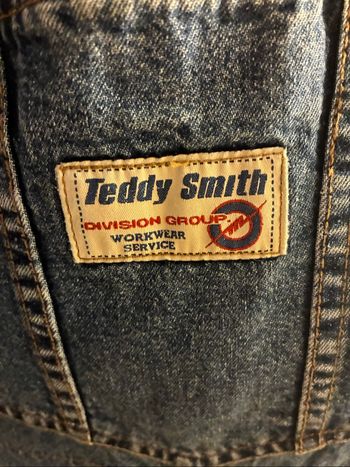 Teddy Smith
DIVISION GROUP.
WORKWEAR
SERVICE